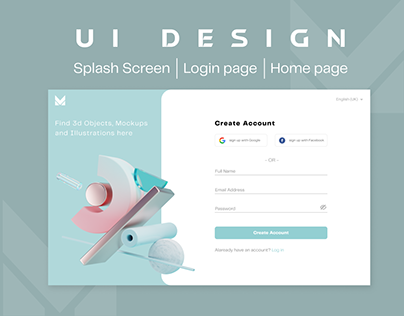 UI DESIGN
Splash Screen | Login page | Home page
English (UK)
Find 3d Objects, Mockups
and Illustrations here
Create Account
Sign up with Google
Sign up with Facebook
- OR -
Full Name
Email Address
Password
Create Account
Already have an account? Log in